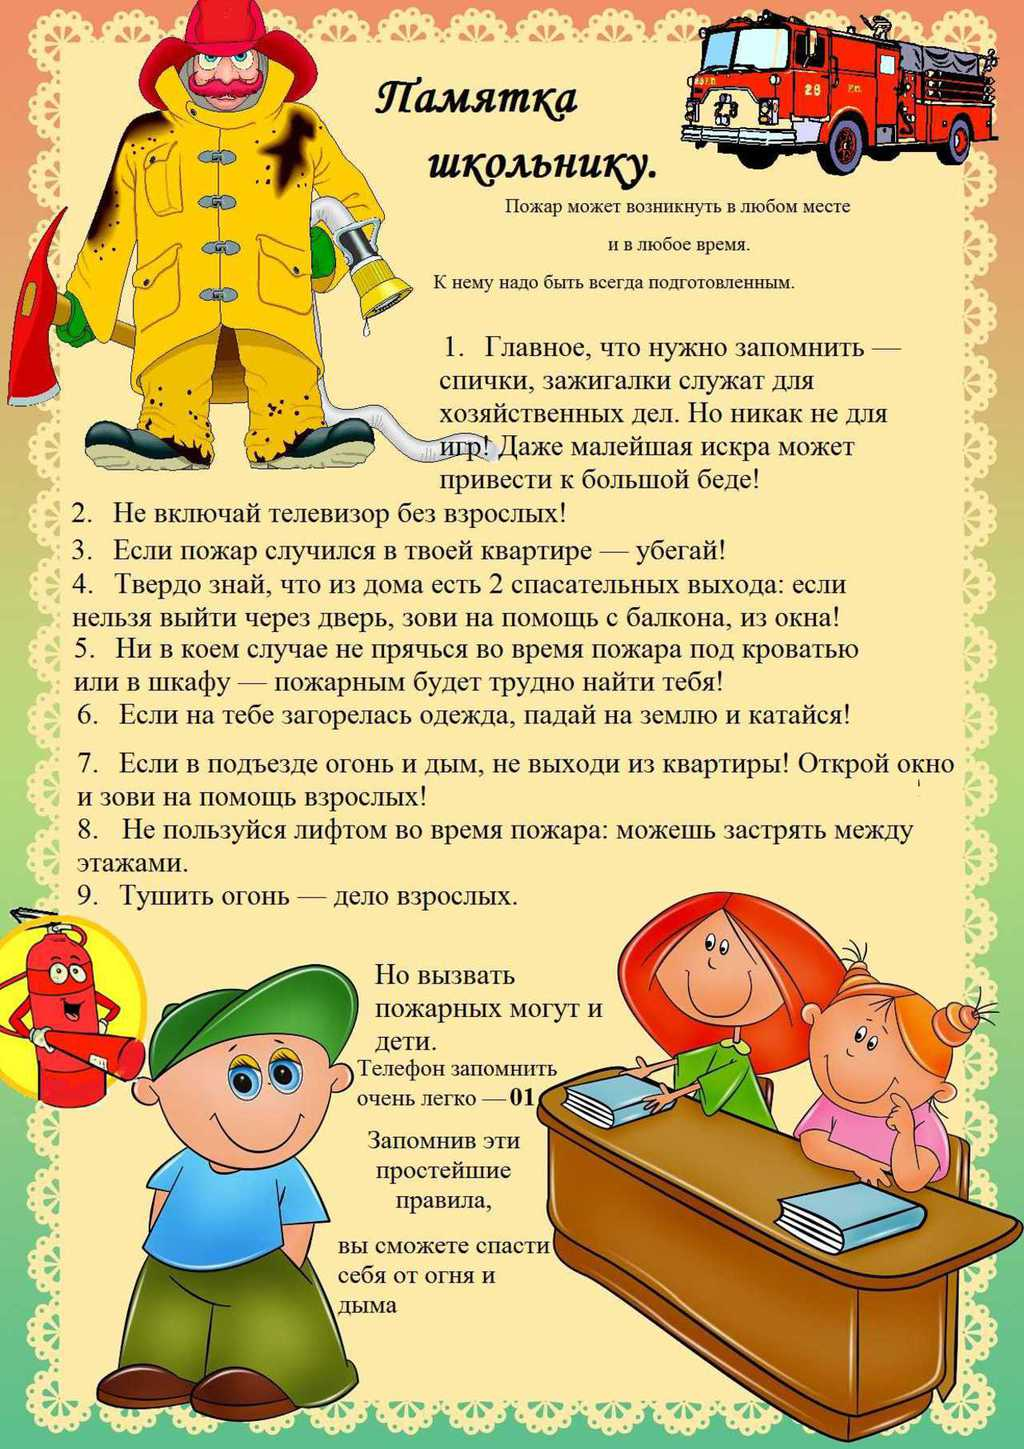 Памятка
школьнику.
Пожар может возникнуть в любом месте
и в любое время.
К нему надо быть всегда подготовленным.
1. Главное, что нужно запомнить —
спички, зажигалки служат для
хозяйственных дел. Но никак не для
игр! Даже малейшая искра может
привести к большой беде!
2. Не включай телевизор без взрослых!
3. Если пожар случился в твоей квартире — убегай!
4. Твердо знай, что из дома есть 2 спасательных выхода: если
нельзя выйти через дверь, зови на помощь с балкона, из окна!
5. Ни в коем случае не прячься во время пожара под кроватью
или в шкафу — пожарным будет трудно найти тебя!
6. Если на тебе загорелась одежда, падай на землю и катайся!
7. Если в подъезде огонь и дым, не выходи из квартиры! Открой окно
и зови на помощь взрослых!
8. Не пользуйся лифтом во время пожара: можешь застрять между
этажами.
9. Тушить огонь — дело взрослых.
Но вызвать
пожарных могут и
дети.
Телефон запомнить
очень легко — 01
Запомнив эти
простейшие
правила,
вы сможете спасти
себя от огня и
дыма
28